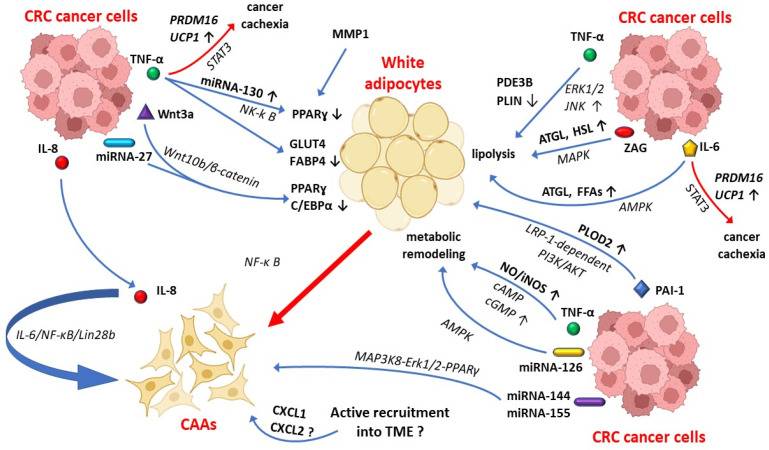 CRC cancer cells
TNF-α
PRDM16
UCP1 ↑
STAT3
cancer
cachexia
miRNA-130 ↑
NK-k B
Wnt3a
IL-8
miRNA-27
Wnt10b/β-catenin
MMP1
PPARɣ ↓
GLUT4
FABP4 ↓
PPARɣ
C/EBPα ↓
White
adipocytes
CRC cancer cells
TNF-α
PDE3B
PLIN ↓
ERK1/2
JNK ↑
ATGL, HSL ↑
MAPK
ZAG
IL-6
lipolysis
ATGL, FFAs ↑
AMPK
PRDM16
UCP1 ↑
STAT3
cancer
cachexia
metabolic
remodeling
PLOD2 ↑
LRP-1-dependent
PI3K/AKT
PAI-1
NO/iNOS ↑
cAMP
cGMP ↑
TNF-α
AMPK
miRNA-126
miRNA-144
miRNA-155
MAP3K8-Erk1/2-PPARγ
CRC cancer cells
NF-κ B
IL-8
IL-6/NF-κB/Lin28b
CAAs
CXCL1
CXCL2 ?
Active recruitment
into TME ?